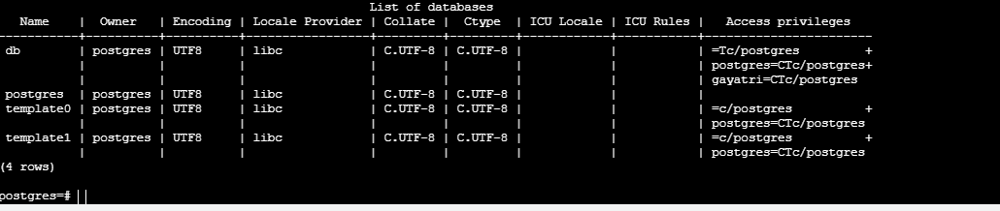 List of databases
   Name    |  Owner   | Encoding | Locale Provider | Collate |  Ctype  | ICU Locale | ICU Rules |   Access privileges
-----------+----------+----------+-----------------+---------+---------+------------+-----------+-----------------------
 db        | postgres | UTF8     | libc            | C.UTF-8 | C.UTF-8 |            |           | =Tc/postgres         +
           |          |          |                 |         |         |            |           | postgres=CTc/postgres+
           |          |          |                 |         |         |            |           | gayatri=CTc/postgres
 postgres  | postgres | UTF8     | libc            | C.UTF-8 | C.UTF-8 |            |           |
 template0 | postgres | UTF8     | libc            | C.UTF-8 | C.UTF-8 |            |           | =c/postgres          +
           |          |          |                 |         |         |            |           | postgres=CTc/postgres
 template1 | postgres | UTF8     | libc            | C.UTF-8 | C.UTF-8 |            |           | =c/postgres          +
           |          |          |                 |         |         |            |           | postgres=CTc/postgres
(4 rows)
postgres=#